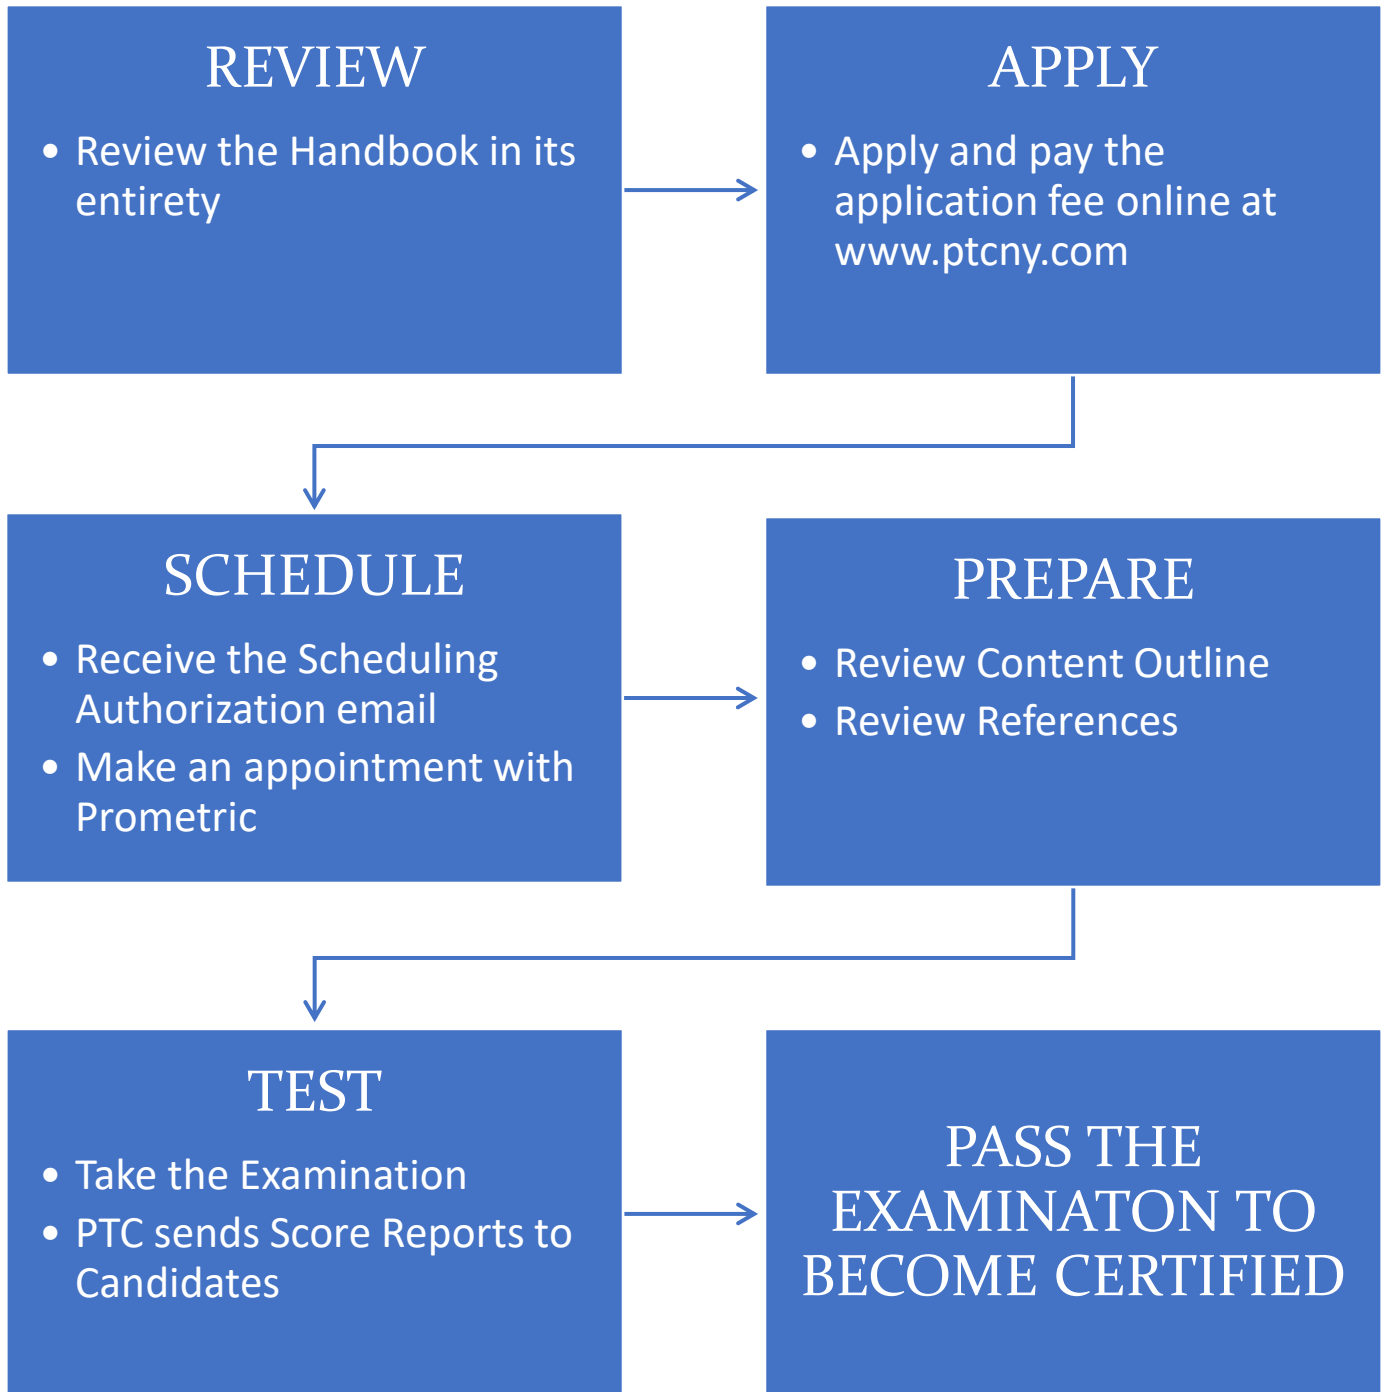 REVIEW
• Review the Handbook in its
entirety
APPLY
• Apply and pay the
application fee online at
www.ptcny.com
SCHEDULE
• Receive the Scheduling
Authorization email
• Make an appointment with
Prometric
PREPARE
• Review Content Outline
• Review References
TEST
• Take the Examination
• PTC sends Score Reports to
Candidates
PASS THE
EXAMINATON TO
BECOME CERTIFIED